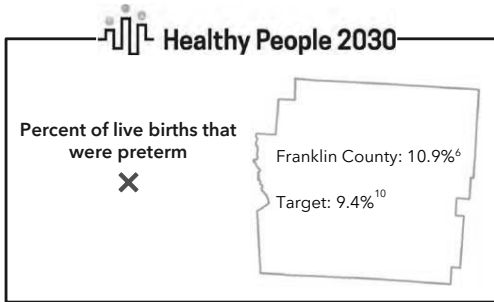 Healthy People 2030
Percent of live births that
were preterm
Franklin County: 10.9%⁶
Target: 9.4%¹⁰